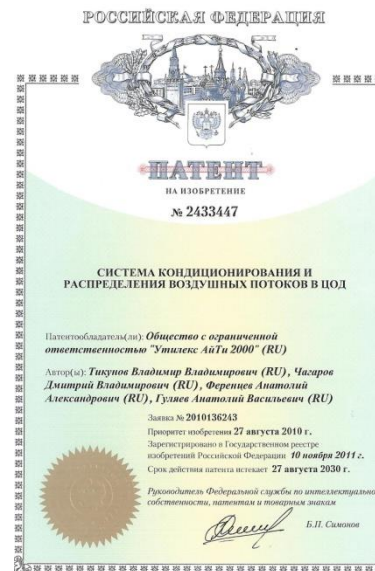 РОССИЙСКАЯ ФЕДЕРАЦИЯ
ПАТЕНТ
НА ИЗОБРЕТЕНИЕ
№ 2433447
СИСТЕМА КОНДИЦИОНИРОВАНИЯ И
РАСПРЕДЕЛЕНИЯ ВОЗДУШНЫХ ПОТОКОВ В ЦОД
Патентообладатель(ли): Общество с ограниченной
ответственностью "Утилекс АйТи 2000" (RU)
Автор(ы): Тикунов Владимир Владимирович (RU), Чагаров
Дмитрий Владимирович (RU), Ференцев Анатолий
Александрович (RU), Гуляев Анатолий Васильевич (RU)
Заявка № 2010136243
Приоритет изобретения 27 августа 2010 г.
Зарегистрировано в Государственном реестре
изобретений Российской Федерации 10 ноября 2011 г.
Срок действия патента истекает 27 августа 2030 г.
Руководитель Федеральной службы по интеллектуально
собственности, патентам и товарным знакам
Б.П. Симонов